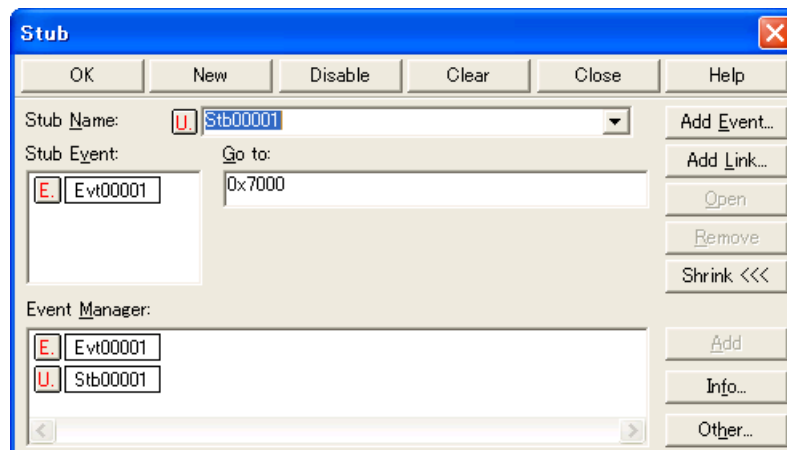 Stub
OK New Disable Clear Close Help
Stub Name: U. Stb00001 Add Event...
Stub Event: Go to: Add Link...
E. Evt00001 0x7000 Open
Remove
Shrink <<<
Event Manager:
E. Evt00001 Add
U. Stb00001 Info...
Other...